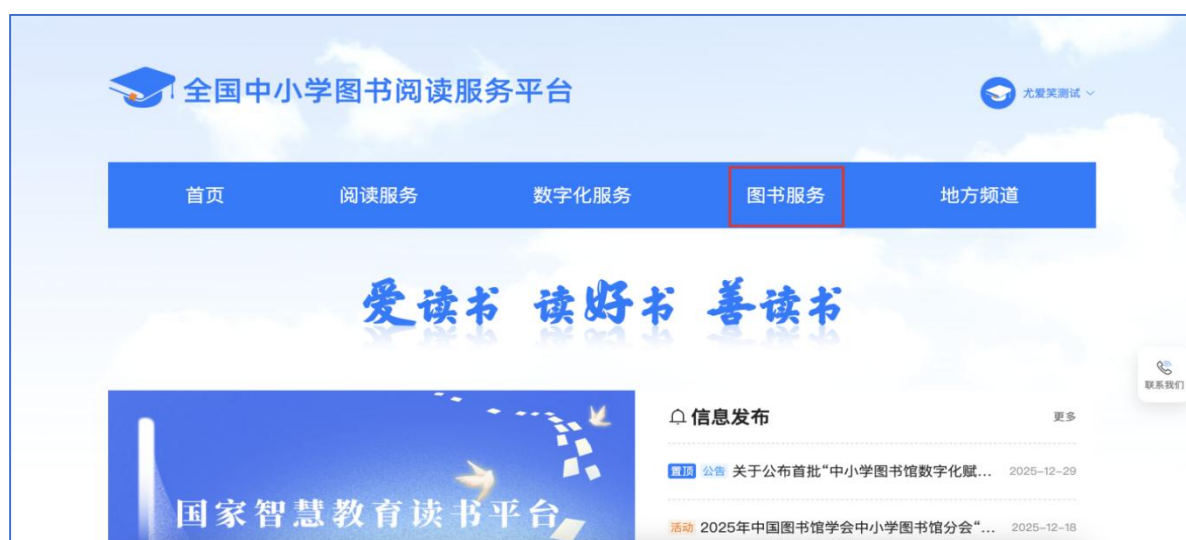 全国中小学图书阅读服务平台
尤爱笑测试
首页 阅读服务 数字化服务 图书服务 地方频道
爱读书 读好书 善读书
联系我们
国家智慧教育读书平台
信息发布 更多
置顶 公告 关于公布首批“中小学图书馆数字化赋... 2025-12-29
活动 2025年中国图书馆学会中小学图书馆分会“... 2025-12-18